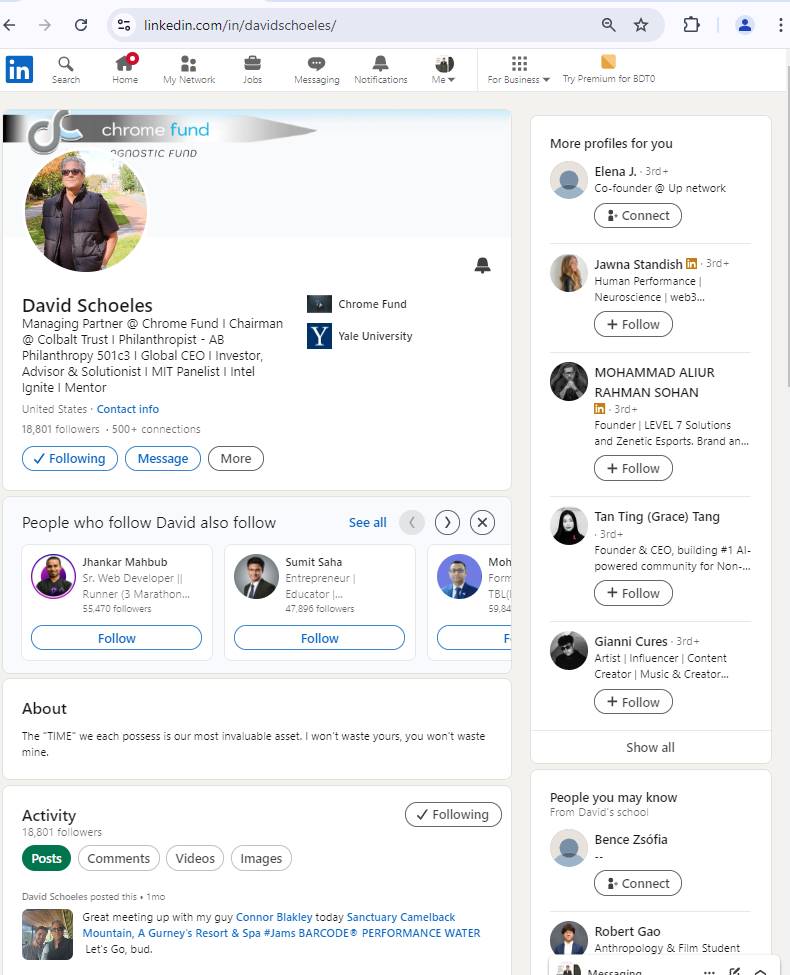 linkedin.com/in/davidschoeles/
in
Search
Home
My Network
Jobs
Messaging
Notifications
Me
For Business
Try Premium for BDT0
chrome fund
GNOSTIC FUND
David Schoeles
Managing Partner @ Chrome Fund I Chairman
@ Colbalt Trust I Philanthropist - AB
Philanthropy 501c3 I Global CEO I Investor,
Advisor & Solutionist I MIT Panelist I Intel
Ignite I Mentor
United States · Contact info
18,801 followers · 500+ connections
Following
Message
More
Chrome Fund
Y
Yale University
People who follow David also follow
See all
Jhankar Mahbub
Sr. Web Developer ||
Runner (3 Marathon...
55,470 followers
Follow
Sumit Saha
Entrepreneur |
Educator |...
47,896 followers
Follow
Moh
Form
TBL(
59,84
F
About
The "TIME" we each possess is our most invaluable asset. I won't waste yours, you won't waste
mine.
Activity
18,801 followers
Following
Posts
Comments
Videos
Images
David Schoeles posted this • 1mo
Great meeting up with my guy Connor Blakley today Sanctuary Camelback
Mountain, A Gurney's Resort & Spa #Jams BARCODE® PERFORMANCE WATER
Let's Go, bud.
More profiles for you
Elena J. · 3rd+
Co-founder @ Up network
Connect
Jawna Standish in · 3rd+
Human Performance |
Neuroscience | web3...
+ Follow
MOHAMMAD ALIUR
RAHMAN SOHAN
in · 3rd+
Founder | LEVEL 7 Solutions
and Zenetic Esports. Brand an...
+ Follow
Tan Ting (Grace) Tang
· 3rd+
Founder & CEO, building #1 AI-
powered community for Non-...
+ Follow
Gianni Cures · 3rd+
Artist | Influencer | Content
Creator | Music & Creator...
+ Follow
Show all
People you may know
From David's school
Bence Zsófia
--
Connect
Robert Gao
Anthropology & Film Student
Messaging